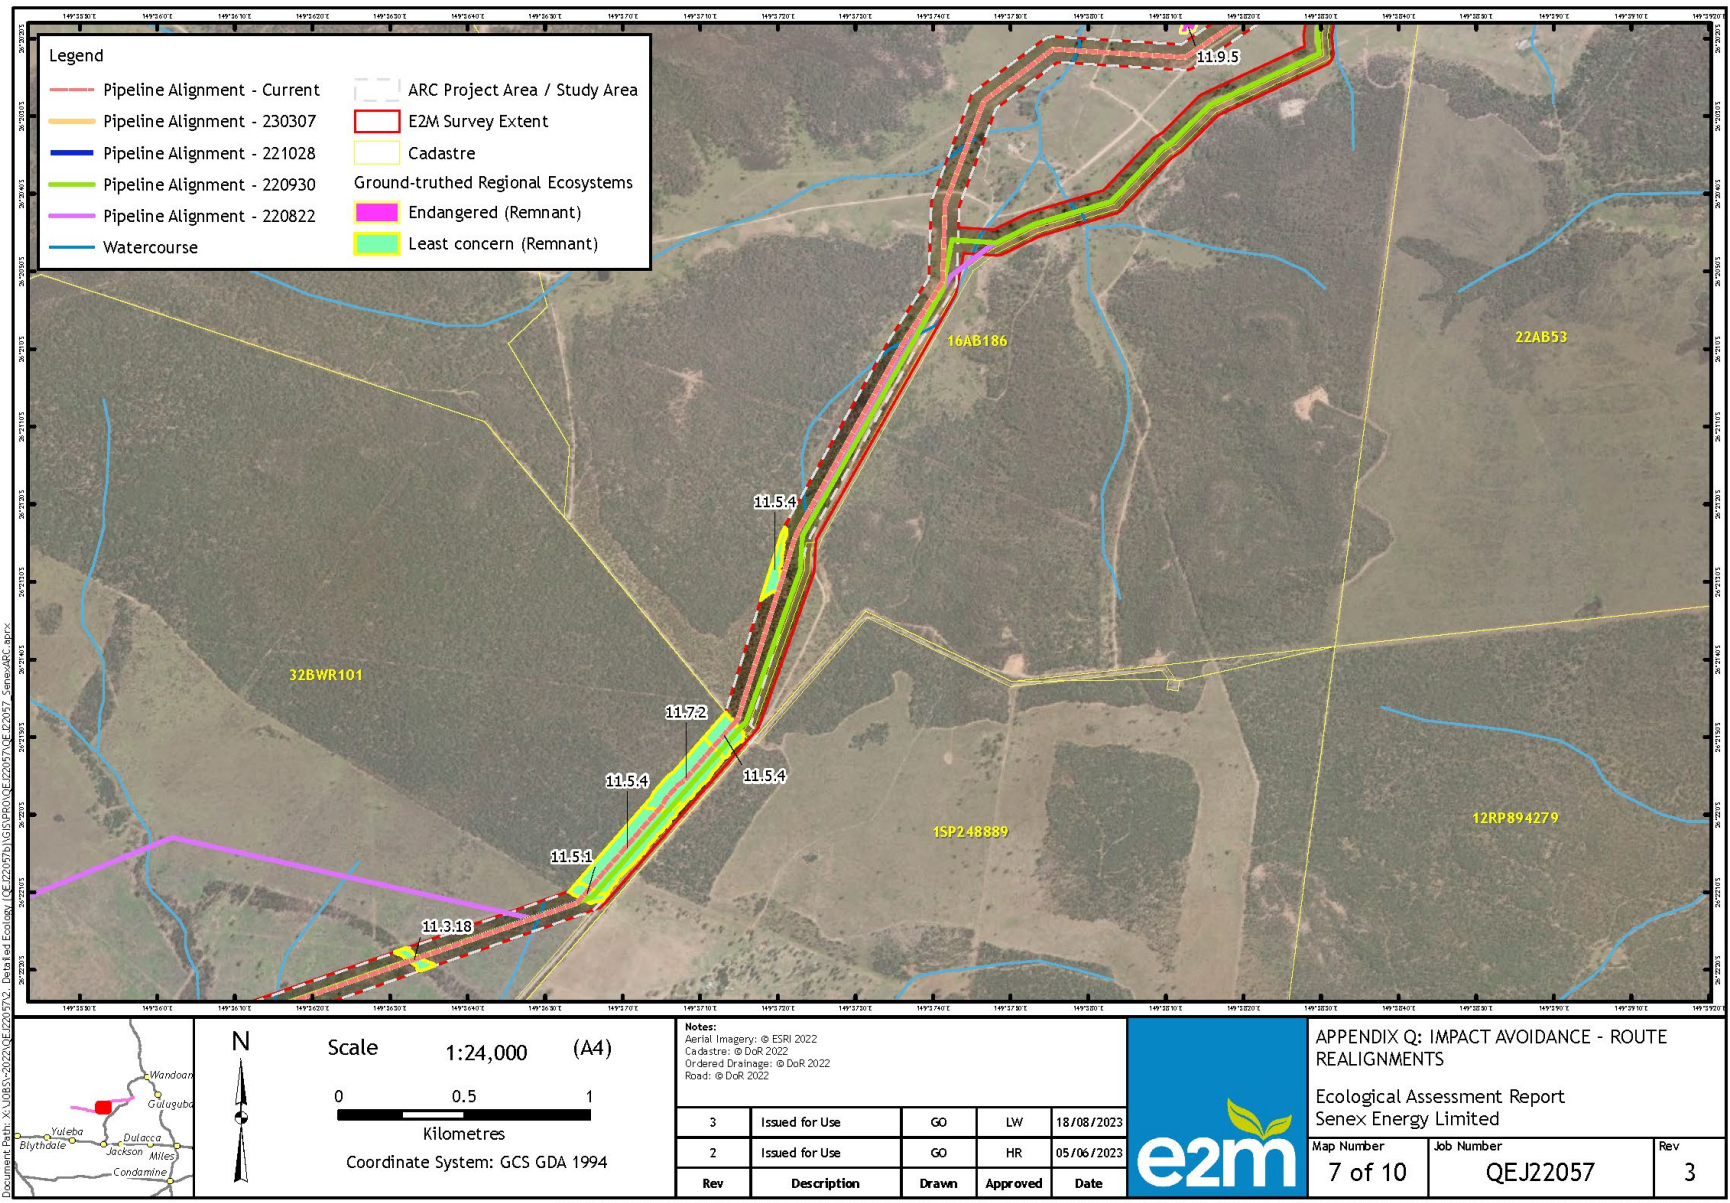 Legend
Pipeline Alignment - Current
Pipeline Alignment - 230307
Pipeline Alignment - 221028
Pipeline Alignment - 220930
Pipeline Alignment - 220822
Watercourse
ARC Project Area / Study Area
E2M Survey Extent
Cadastre
Ground-truthed Regional Ecosystems
Endangered (Remnant)
Least concern (Remnant)
11.9.5
16AB186
22AB53
11.5.4
32BWR101
11.7.2
11.5.4
11.5.4
1SP248889
12RP894279
11.5.1
11.3.18
Wandoan
Guluguba
Yuleba
Blythdale
Dulacca
Jackson
Miles
Condamine
N
Scale 1:24,000 (A4)
0 0.5 1
Kilometres
Coordinate System: GCS GDA 1994
Notes:
Aerial Imagery: © ESRI 2022
Cadastre: © DoR 2022
Ordered Drainage: © DoR 2022
Road: © DoR 2022
3 Issued for Use GO LW 18/08/2023
2 Issued for Use GO HR 05/06/2023
Rev Description Drawn Approved Date
e2m
APPENDIX Q: IMPACT AVOIDANCE - ROUTE
REALIGNMENTS
Ecological Assessment Report
Senex Energy Limited
Map Number
7 of 10
Job Number
QEJ22057
Rev
3